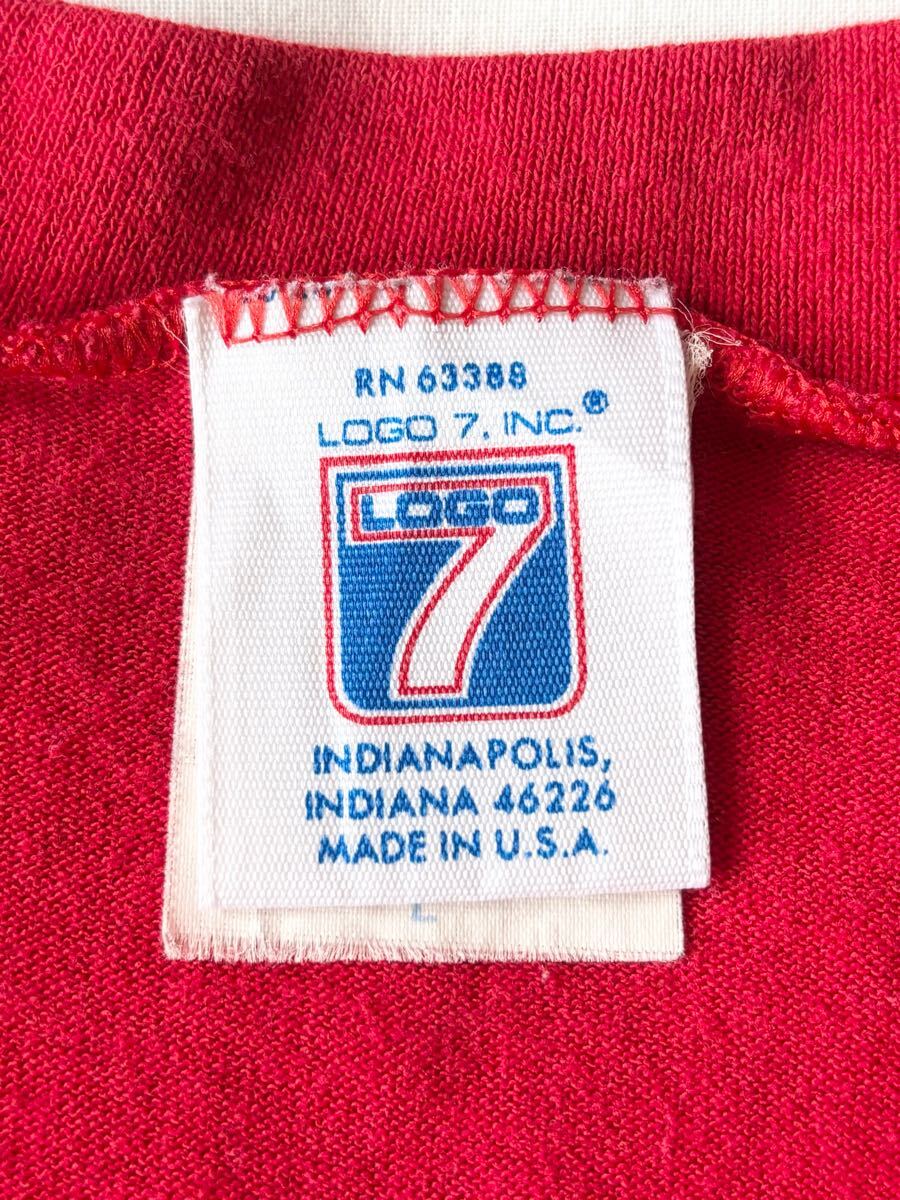 RN 63388
LOGO 7, INC.®
LOGO
7
INDIANAPOLIS,
INDIANA 46226
MADE IN U.S.A.
L